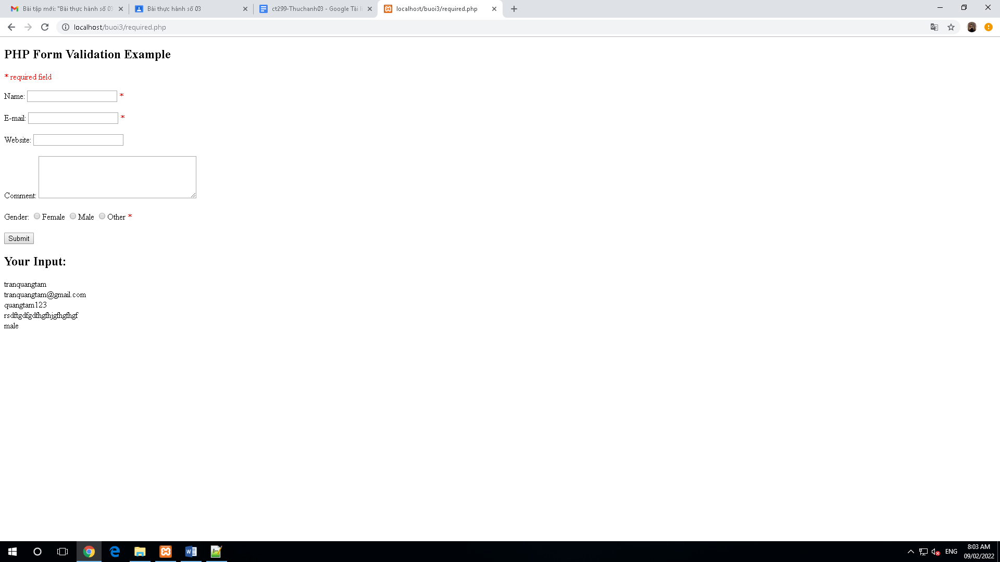 Bài tập mới: "Bài thực hành số 03
Bài thực hành số 03
ct299-Thuchanh03 - Google Tài li
localhost/buoi3/required.php
localhost/buoi3/required.php
PHP Form Validation Example
* required field
Name: *
E-mail: *
Website:
Comment:
Gender: Female Male Other *
Submit
Your Input:
tranquangtam
tranquangtam@gmail.com
quangtam123
rsdftgdfgdfhgfhjgfhgfhgf
male
ENG
8:03 AM
09/02/2022